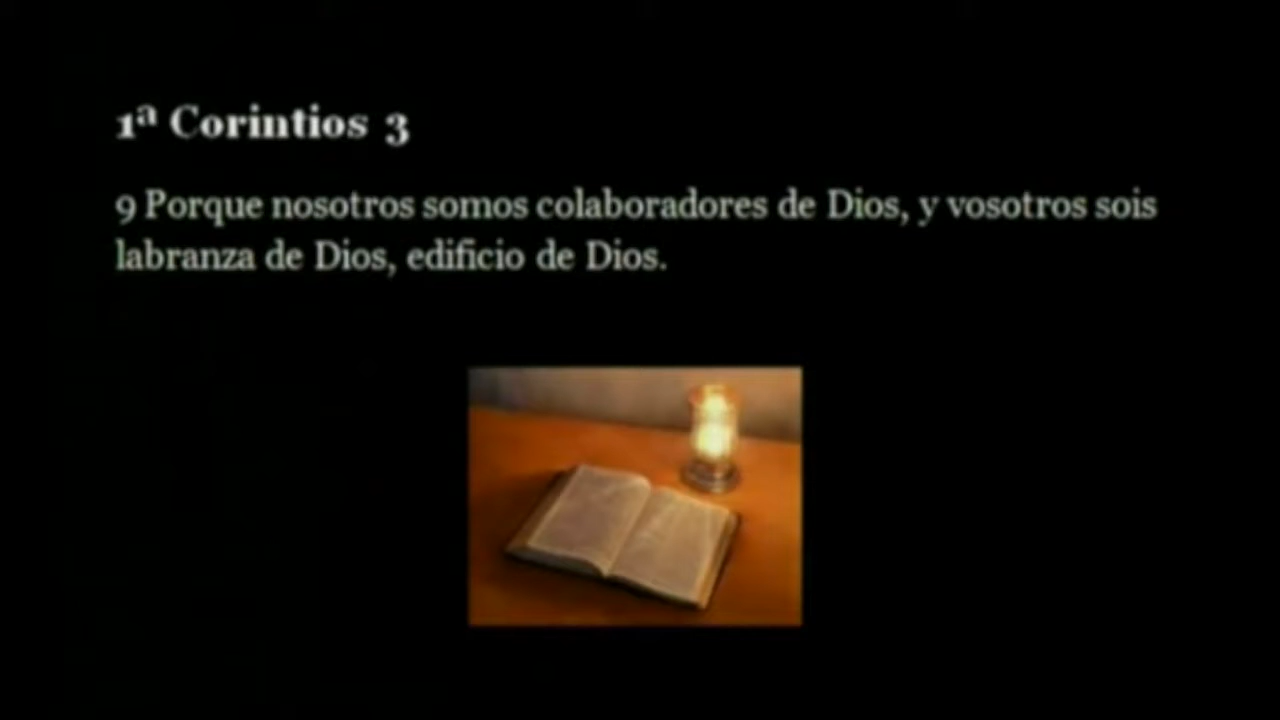 1ª Corintios 3
9 Porque nosotros somos colaboradores de Dios, y vosotros sois
labranza de Dios, edificio de Dios.